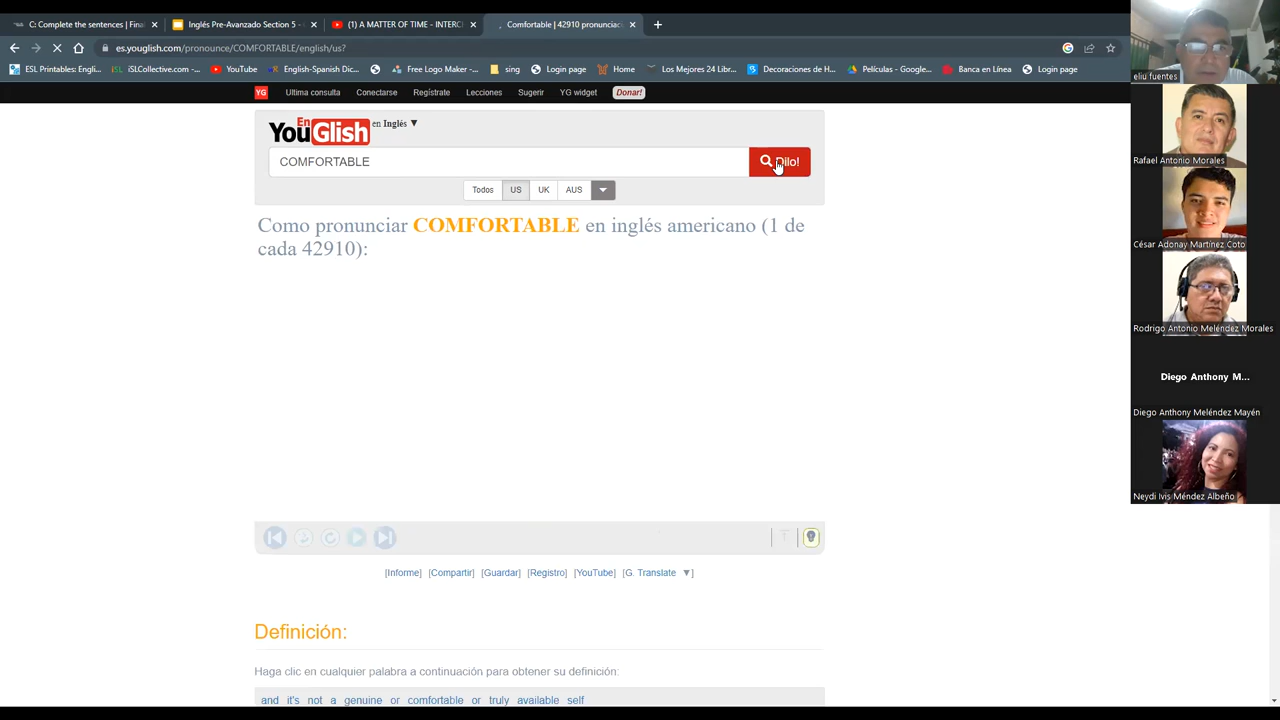 C: Complete the sentences | Final
Inglés Pre-Avanzado Section 5 -
(1) A MATTER OF TIME - INTERC
Comfortable | 42910 pronunciac
es.youglish.com/pronounce/COMFORTABLE/english/us?
ESL Printables: Engli...
iSLCollective.com -...
YouTube
English-Spanish Dic...
Free Logo Maker -...
sing
Login page
Home
Los Mejores 24 Libr...
Decoraciones de H...
Películas - Google...
Banca en Línea
Login page
YG
Ultima consulta
Conectarse
Regístrate
Lecciones
Sugerir
YG widget
Donar!
En
YouGlish
en Inglés ▼
COMFORTABLE
Dilo!
Todos
US
UK
AUS
Como pronunciar COMFORTABLE en inglés americano (1 de
cada 42910):
[Informe] [Compartir] [Guardar] [Registro] [YouTube] [G. Translate ▼]
Definición:
Haga clic en cualquier palabra a continuación para obtener su definición:
and it's not a genuine or comfortable or truly available self
eliu fuentes
Rafael Antonio Morales
César Adonay Martínez Coto
Rodrigo Antonio Meléndez Morales
Diego Anthony M...
Diego Anthony Meléndez Mayén
Neydi Ivis Méndez Albeño